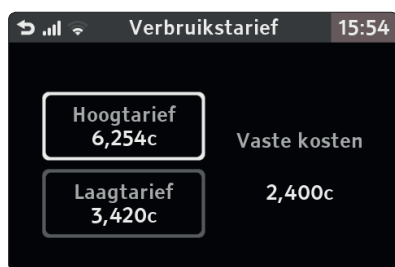 Verbruikstarief 15:54
Hoogtarief
6,254c
Vaste kosten
Laagtarief
3,420c
2,400c